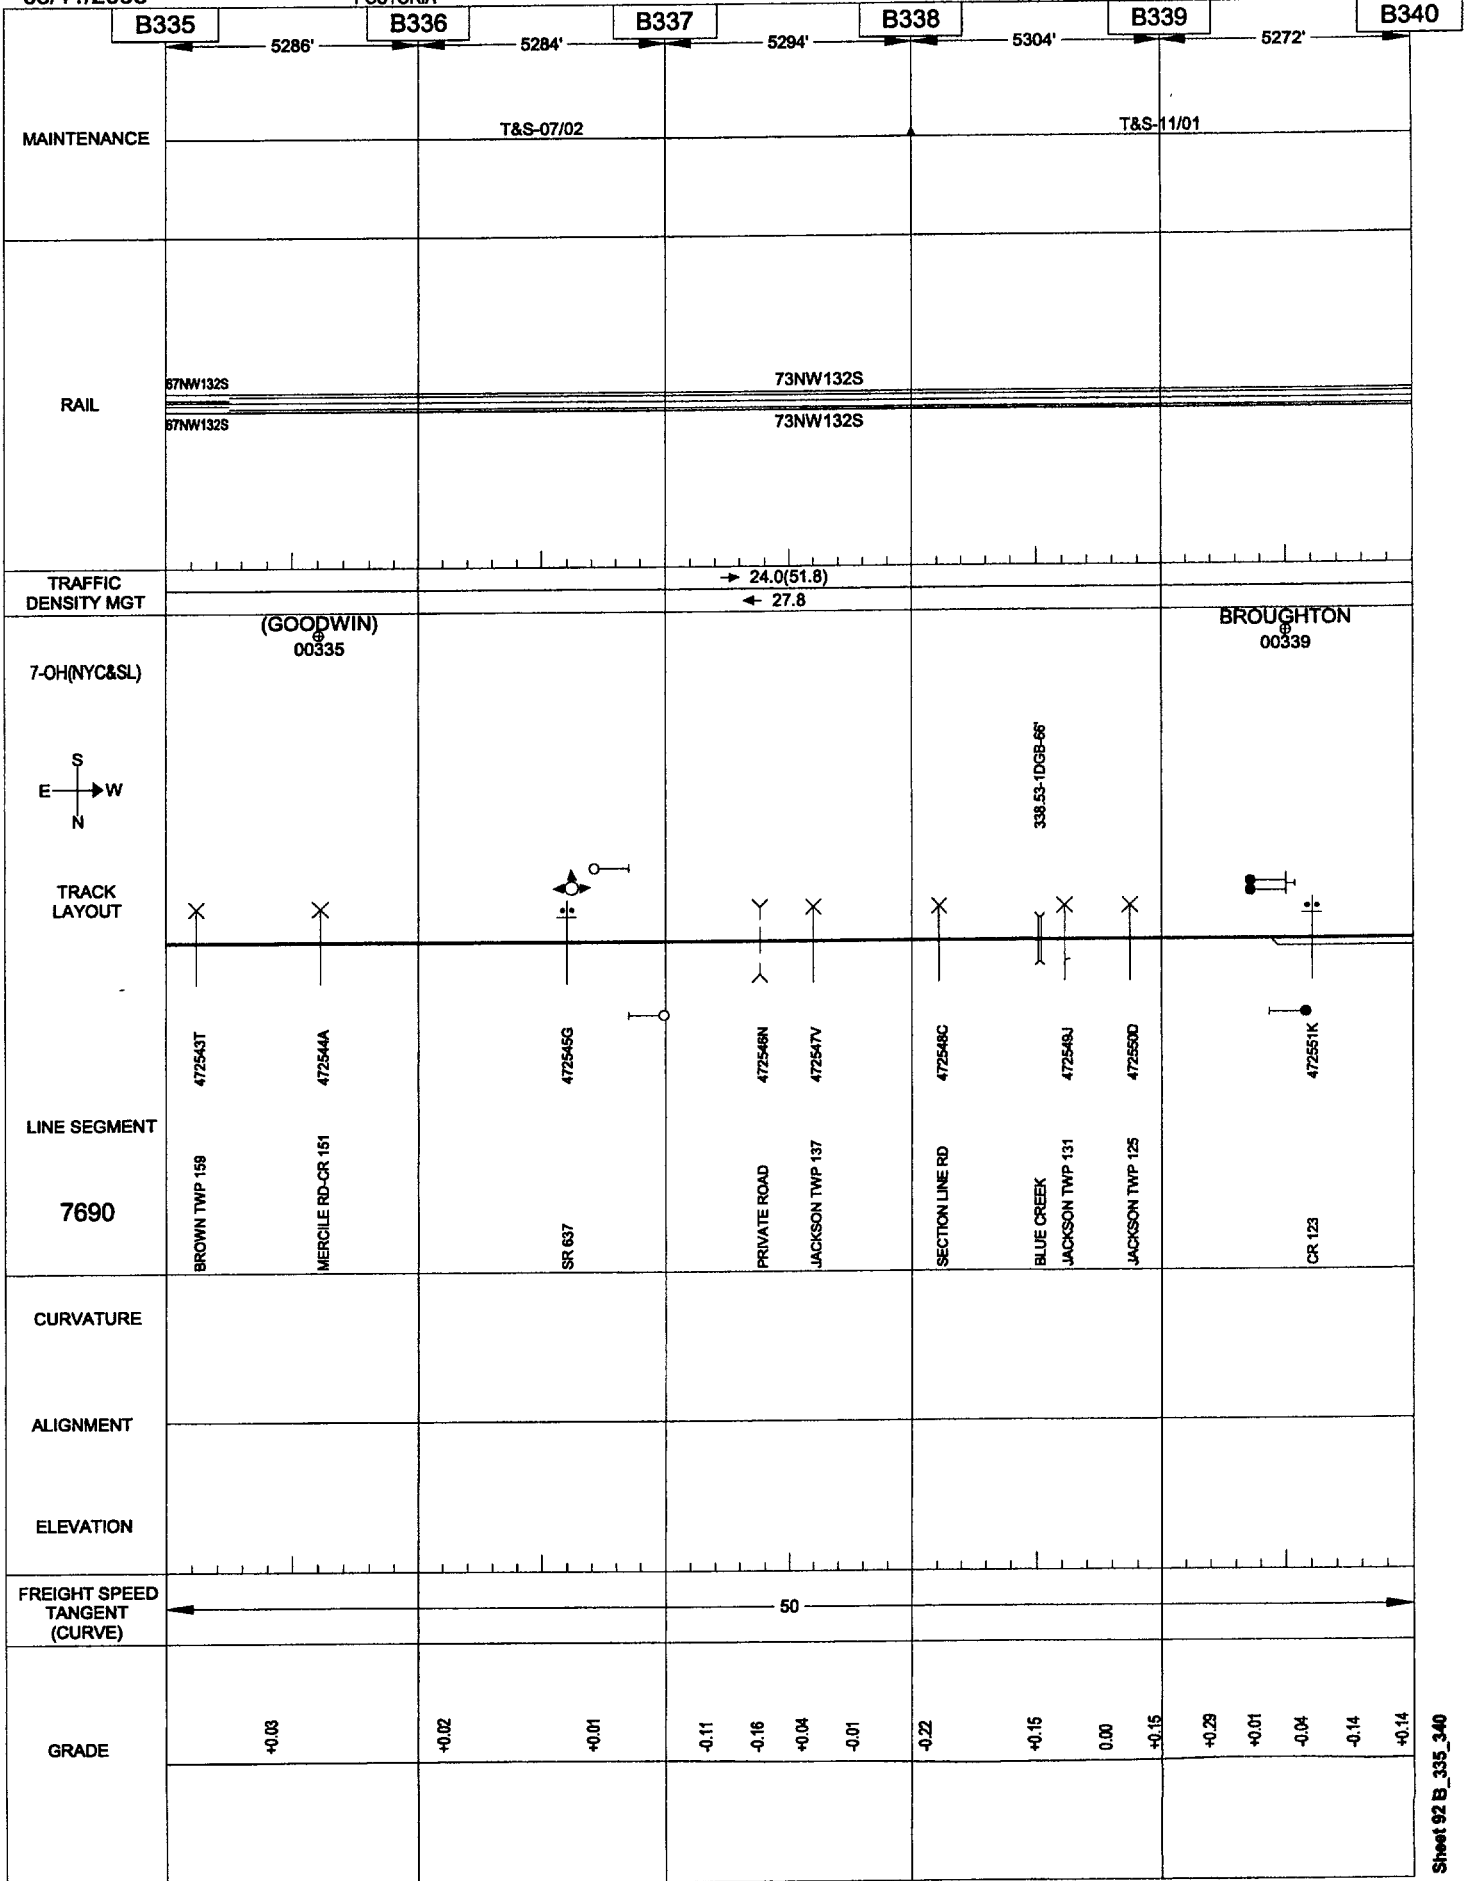 B335 B336 B337 B338 B339 B340
5286' 5284' 5294' 5304' 5272'
MAINTENANCE
T&S-07/02
T&S-11/01
RAIL
67NW132S
73NW132S
67NW132S
73NW132S
TRAFFIC
DENSITY MGT
24.0(51.8)
27.8
(GOODWIN)
00335
BROUGHTON
00339
7-OH(NYC&SL)
S
E W
N
338.53-1DGB-66'
TRACK
LAYOUT
472543T
472544A
472545G
472546N
472547V
472548C
472549J
472550D
472551K
LINE SEGMENT
7690
BROWN TWP 159
MERCILE RD-CR 151
SR 637
PRIVATE ROAD
JACKSON TWP 137
SECTION LINE RD
BLUE CREEK
JACKSON TWP 131
JACKSON TWP 125
CR 123
CURVATURE
ALIGNMENT
ELEVATION
FREIGHT SPEED
TANGENT
(CURVE)
50
GRADE
+0.03
+0.02
+0.01
-0.11
-0.16
+0.04
-0.01
-0.22
+0.15
0.00
+0.15
+0.29
+0.01
-0.04
-0.14
+0.14
Sheet 92 B_335_340